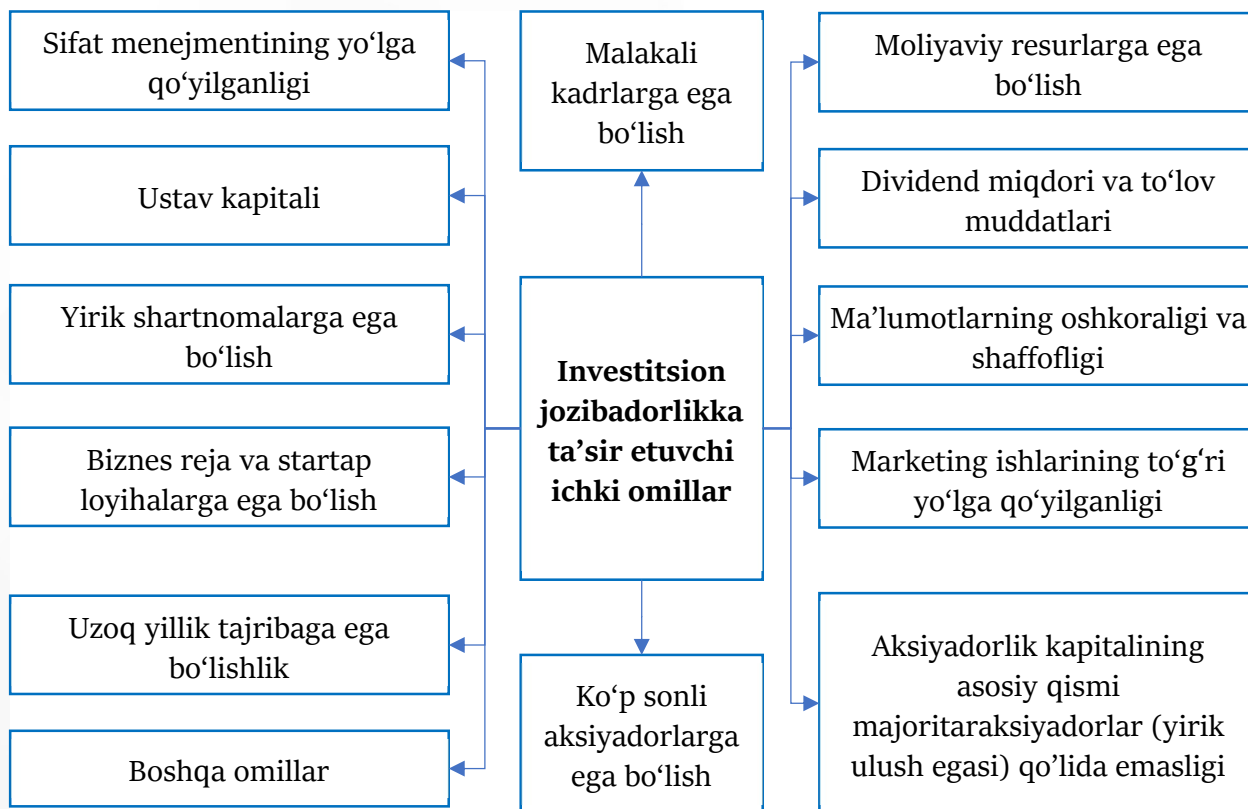 Sifat menejmentining yo‘lga
qo‘yilganligi
Ustav kapitali
Yirik shartnomalarga ega
bo‘lish
Biznes reja va startap
loyihalarga ega bo‘lish
Uzoq yillik tajribaga ega
bo‘lishlik
Boshqa omillar
Malakali
kadrlarga ega
bo‘lish
Investitsion
jozibadorlikka
ta’sir etuvchi
ichki omillar
Ko‘p sonli
aksiyadorlarga
ega bo‘lish
Moliyaviy resurlarga ega
bo‘lish
Dividend miqdori va to‘lov
muddatlari
Ma’lumotlarning oshkoraligi va
shaffofligi
Marketing ishlarining to‘g‘ri
yo‘lga qo‘yilganligi
Aksiyadorlik kapitalining
asosiy qismi
majoritaraksiyadorlar (yirik
ulush egasi) qo’lida emasligi